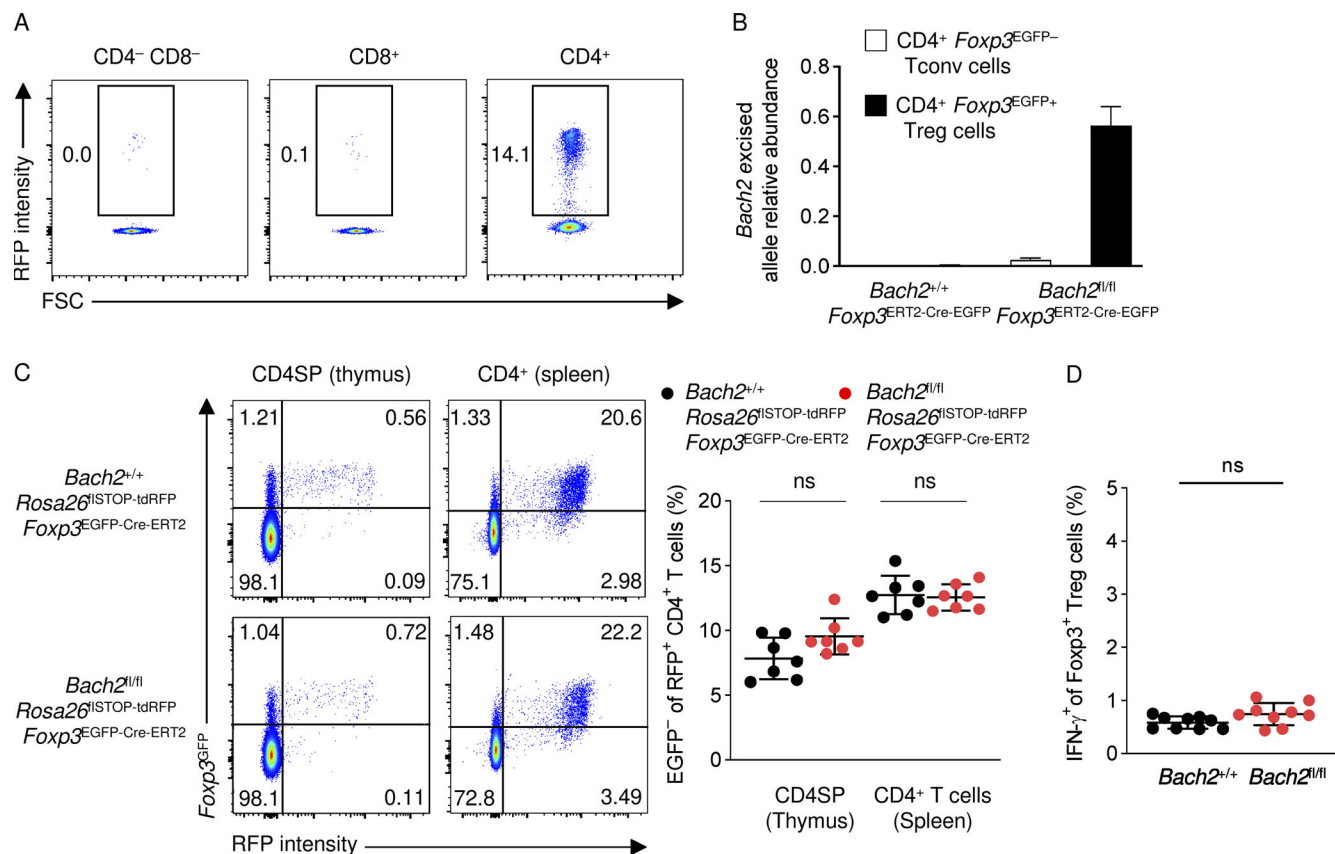 A
CD4⁻ CD8⁻
CD8⁺
CD4⁺
RFP intensity
0.0
0.1
14.1
FSC
B
CD4⁺ Foxp3ᴱᴳᶠᴾ⁻
Tconv cells
CD4⁺ Foxp3ᴱᴳᶠᴾ⁺
Treg cells
Bach2 excised
allele relative abundance
0.8
0.6
0.4
0.2
0.0
Bach2⁺/⁺
Foxp3ERT2-Cre-EGFP
Bach2fl/fl
Foxp3ERT2-Cre-EGFP
C
CD4SP (thymus)
CD4⁺ (spleen)
Bach2⁺/⁺
Rosa26flSTOP-tdRFP
Foxp3EGFP-Cre-ERT2
1.21
0.56
98.1
0.09
1.33
20.6
75.1
2.98
Bach2fl/fl
Rosa26flSTOP-tdRFP
Foxp3EGFP-Cre-ERT2
1.04
0.72
98.1
0.11
1.48
22.2
72.8
3.49
Foxp3GFP
RFP intensity
Bach2⁺/⁺
Rosa26flSTOP-tdRFP
Foxp3EGFP-Cre-ERT2
Bach2fl/fl
Rosa26flSTOP-tdRFP
Foxp3EGFP-Cre-ERT2
EGFP⁻ of RFP⁺ CD4⁺ T cells (%)
20
15
10
5
0
ns
ns
CD4SP
(Thymus)
CD4⁺ T cells
(Spleen)
D
IFN-γ⁺ of Foxp3⁺ Treg cells (%)
5
4
3
2
1
0
ns
Bach2⁺/⁺
Bach2fl/fl